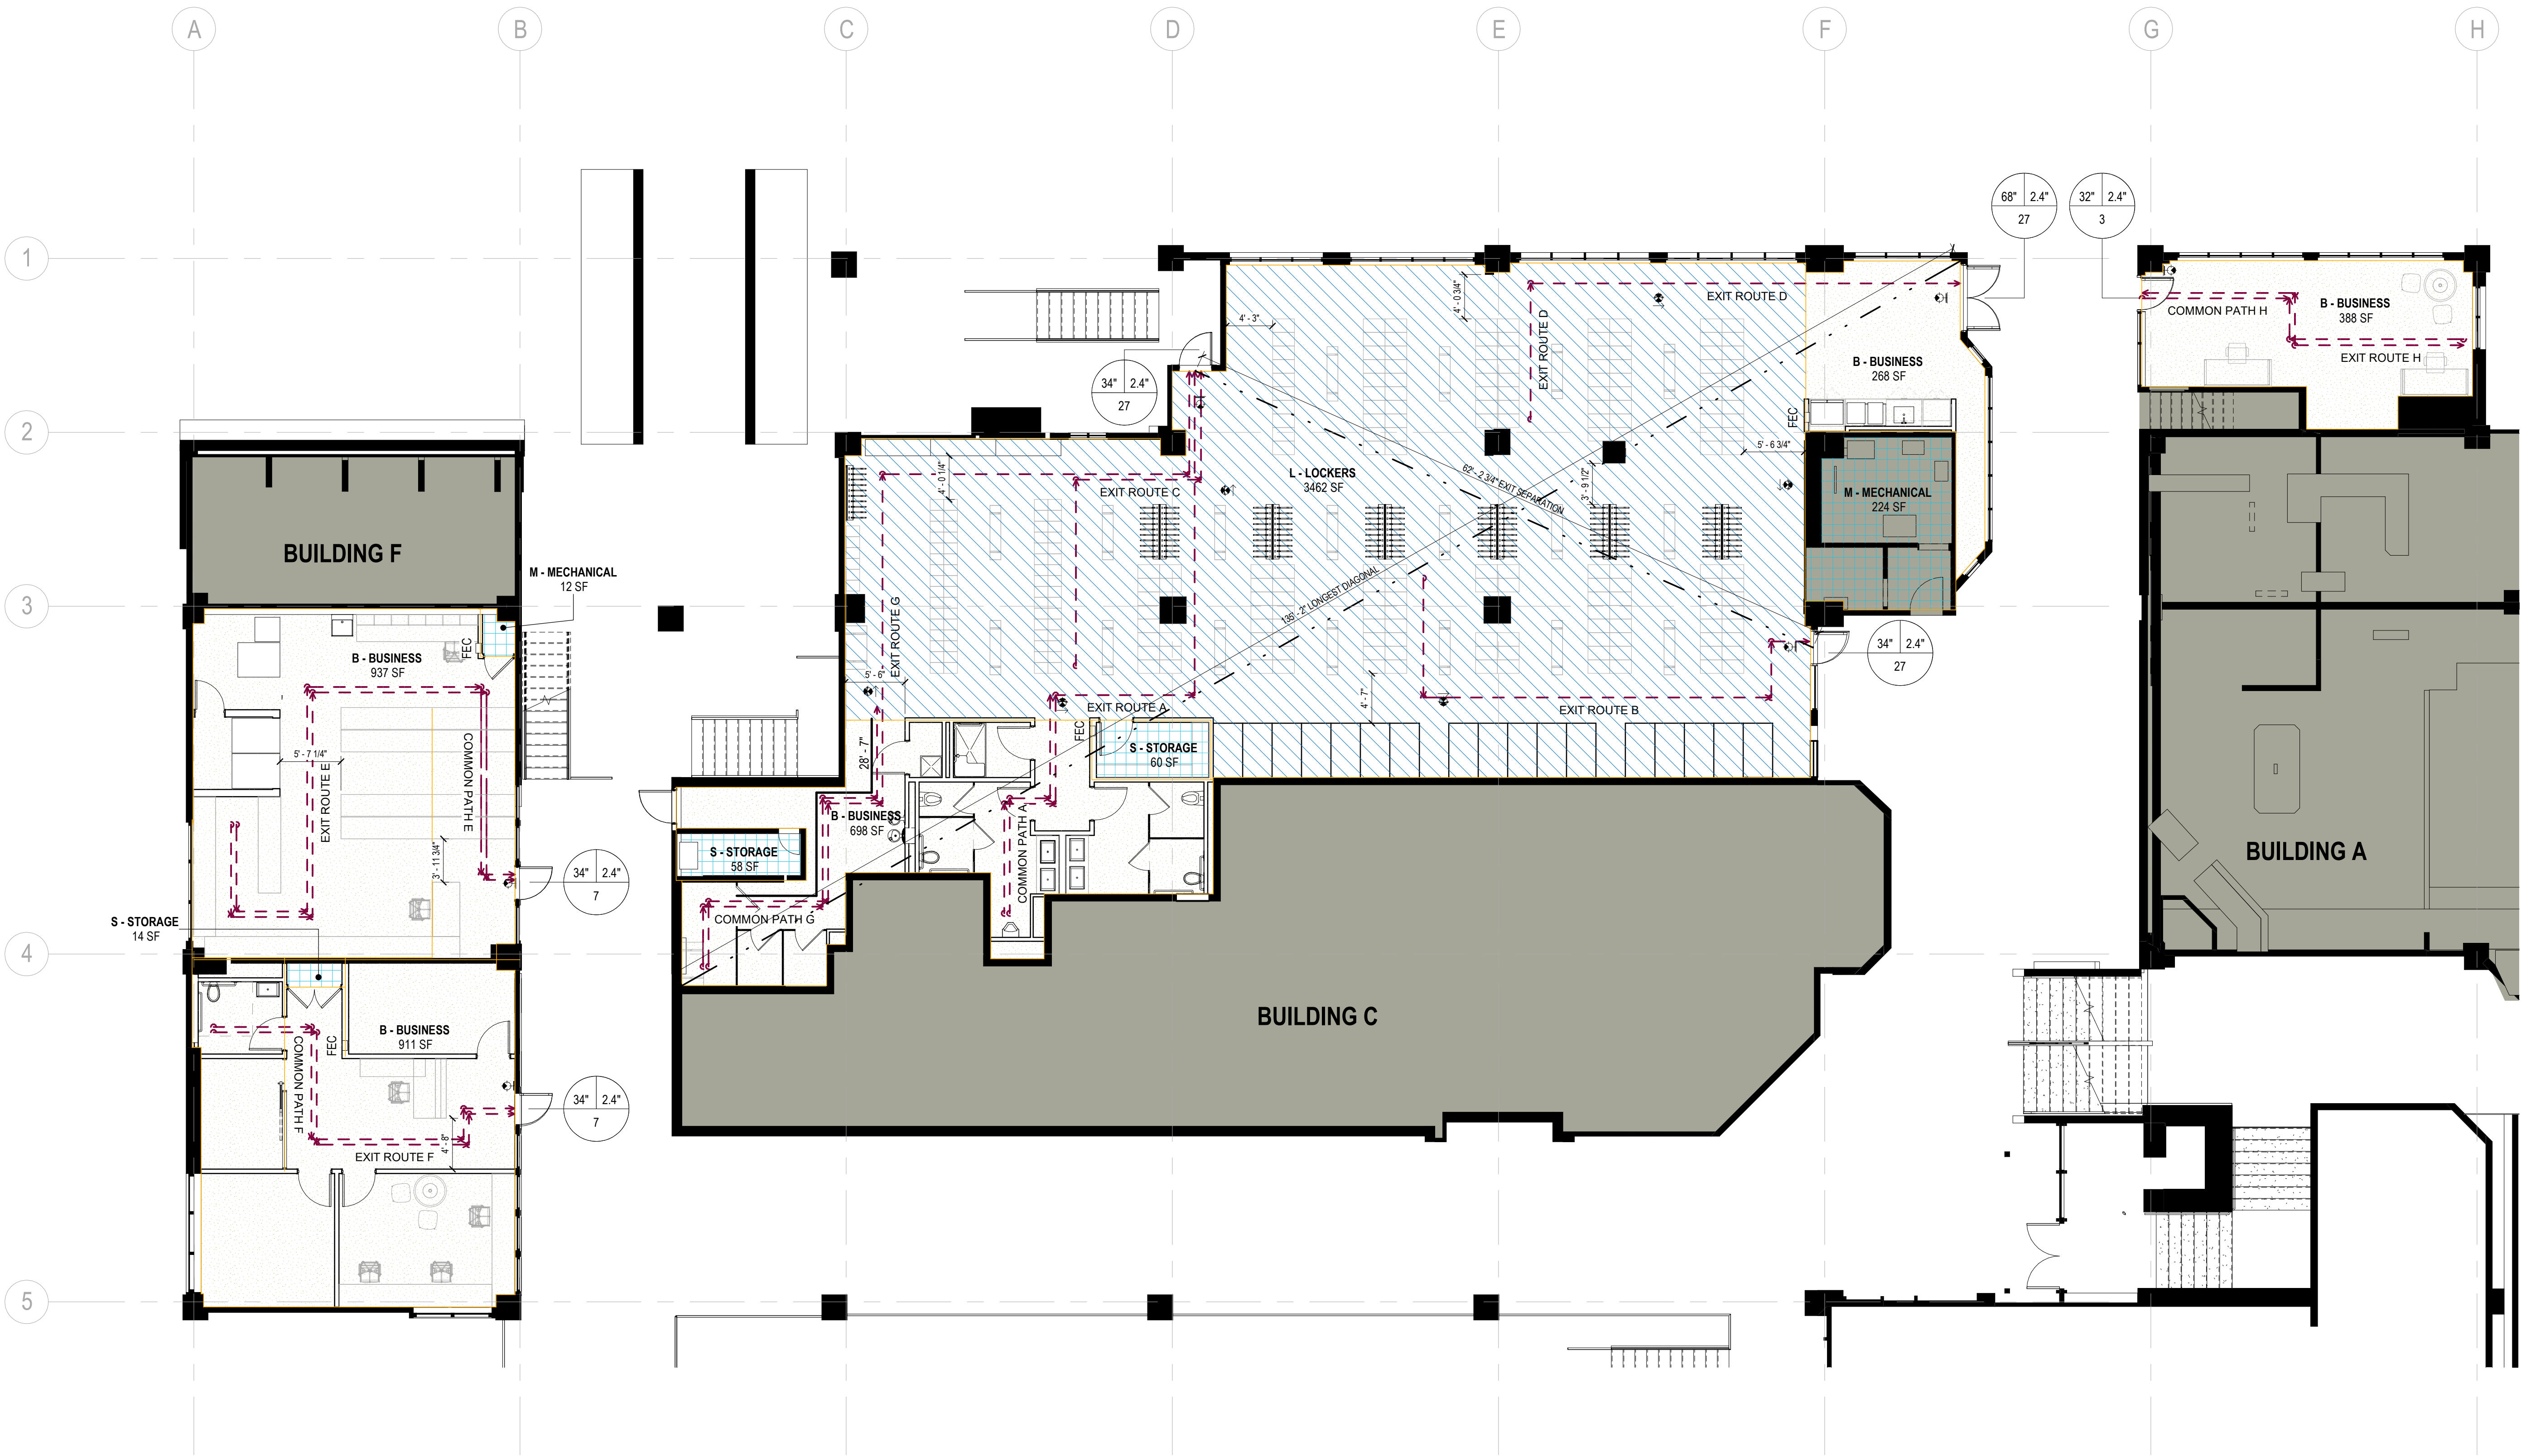 A
B
C
D
E
F
G
H
1
2
3
4
5
68" 2.4"
27
32" 2.4"
3
34" 2.4"
27
34" 2.4"
27
34" 2.4"
7
34" 2.4"
7
EXIT ROUTE D
EXIT ROUTE D
4' - 0 3/4"
4' - 3"
B - BUSINESS
268 SF
FEC
5' - 6 3/4"
COMMON PATH H
B - BUSINESS
388 SF
EXIT ROUTE H
L - LOCKERS
3462 SF
62' - 2 3/4" EXIT SEPARATION
3' - 9 1/2"
M - MECHANICAL
224 SF
4' - 0 1/4"
EXIT ROUTE C
EXIT ROUTE G
135' - 2" LONGEST DIAGONAL
5' - 6"
EXIT ROUTE A
4' - 7"
EXIT ROUTE B
BUILDING F
M - MECHANICAL
12 SF
B - BUSINESS
937 SF
FEC
5' - 7 1/4"
EXIT ROUTE E
COMMON PATH E
3' - 11 3/4"
S - STORAGE
14 SF
28' - 7"
FEC
S - STORAGE
60 SF
B - BUSINESS
698 SF
S - STORAGE
58 SF
COMMON PATH A
COMMON PATH G
BUILDING A
BUILDING C
B - BUSINESS
911 SF
COMMON PATH F
FEC
4' - 8"
EXIT ROUTE F